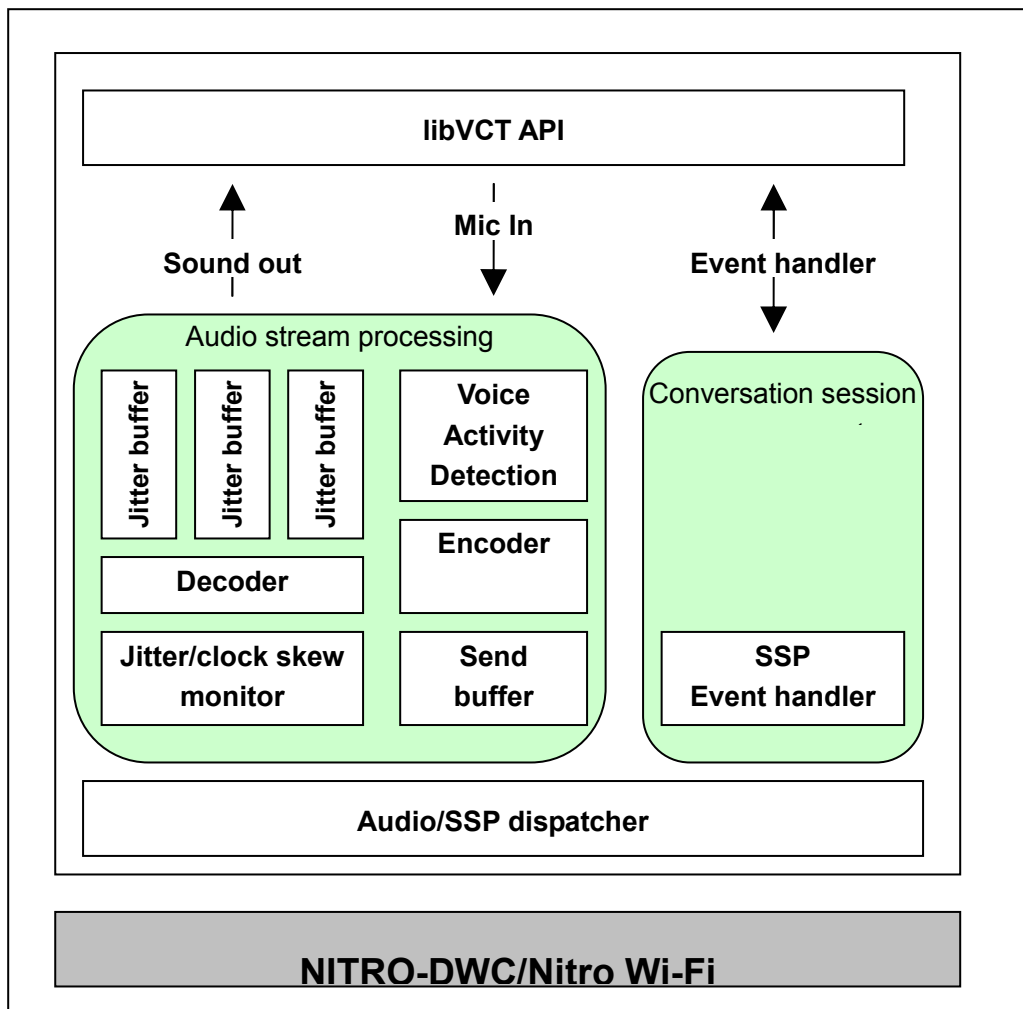 libVCT API
Sound out
Mic In
Event handler
Audio stream processing
Jitter buffer
Jitter buffer
Jitter buffer
Decoder
Jitter/clock skew
monitor
Voice
Activity
Detection
Encoder
Send
buffer
Conversation session
SSP
Event handler
Audio/SSP dispatcher
NITRO-DWC/Nitro Wi-Fi